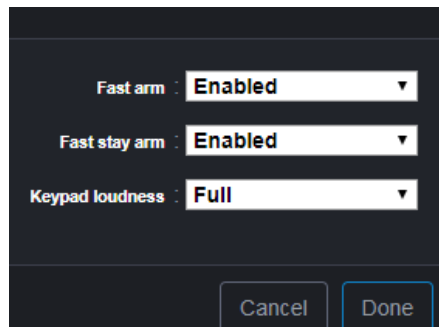 Fast arm : Enabled
Fast stay arm : Enabled
Keypad loudness : Full
Cancel Done